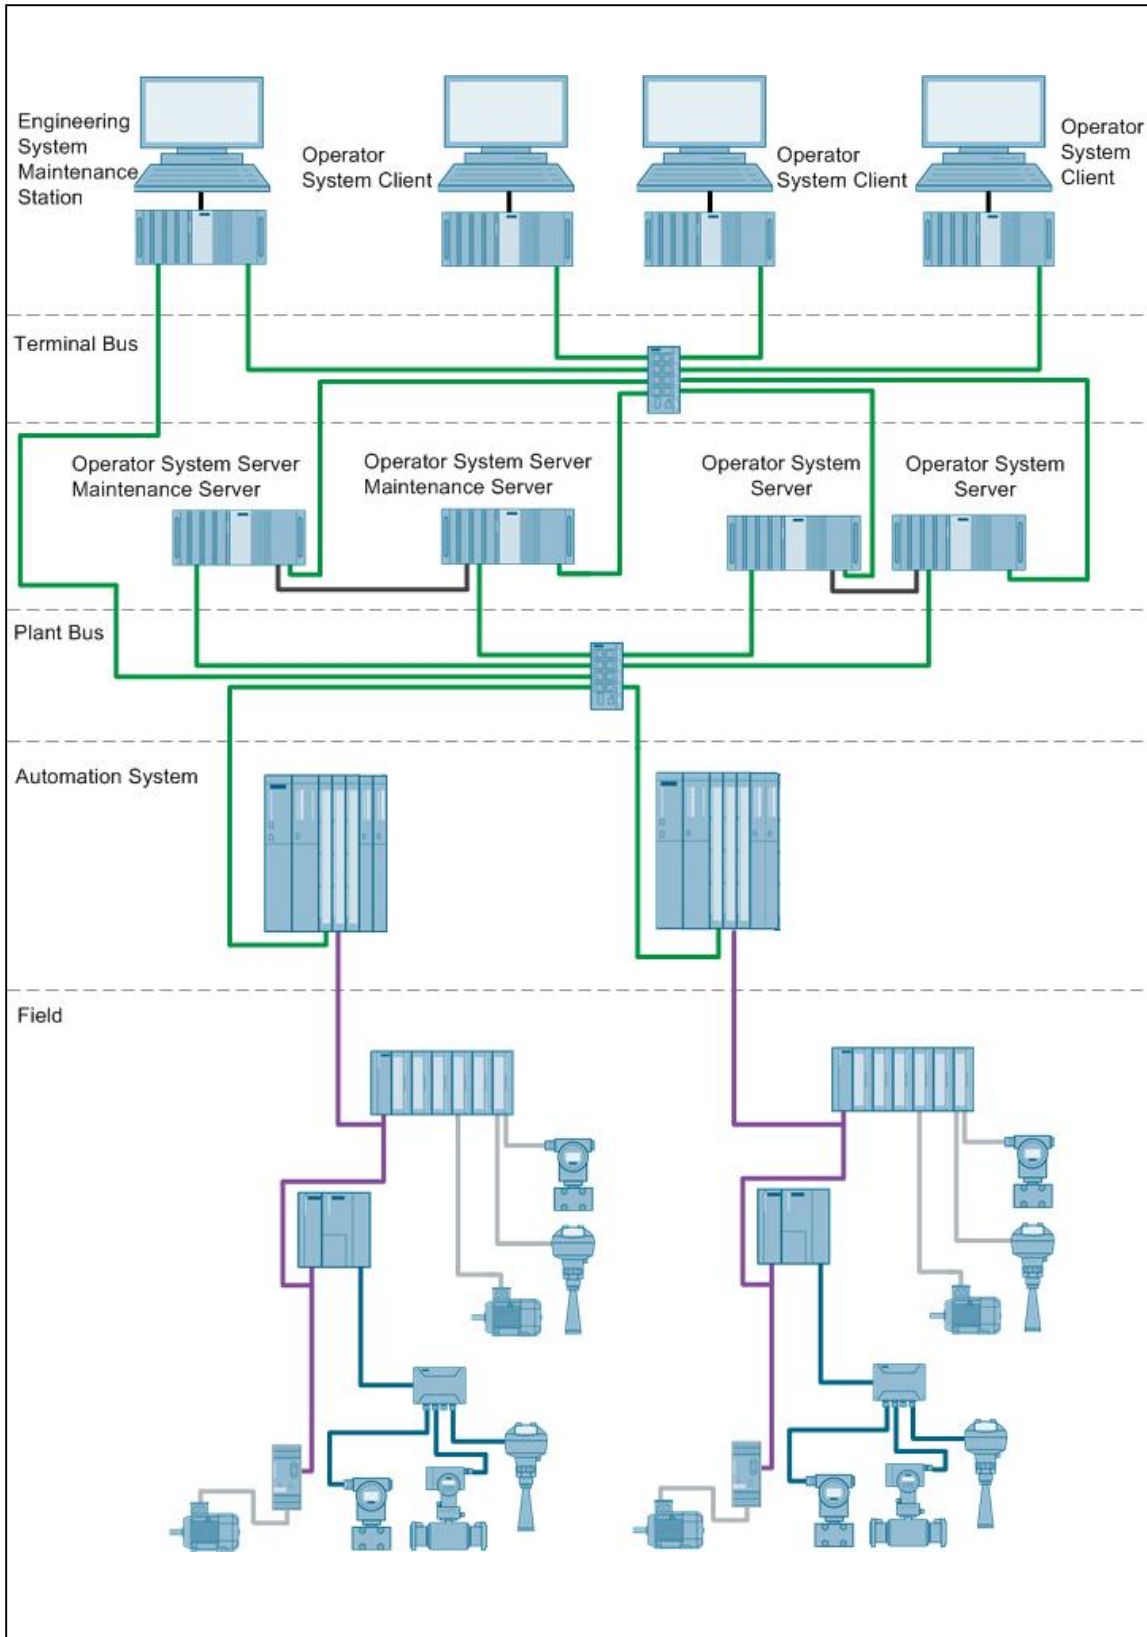 Engineering
System
Maintenance
Station
Operator
System Client
Operator
System Client
Operator
System
Client
Terminal Bus
Operator System Server
Maintenance Server
Operator System Server
Maintenance Server
Operator System
Server
Operator System
Server
Plant Bus
Automation System
Field